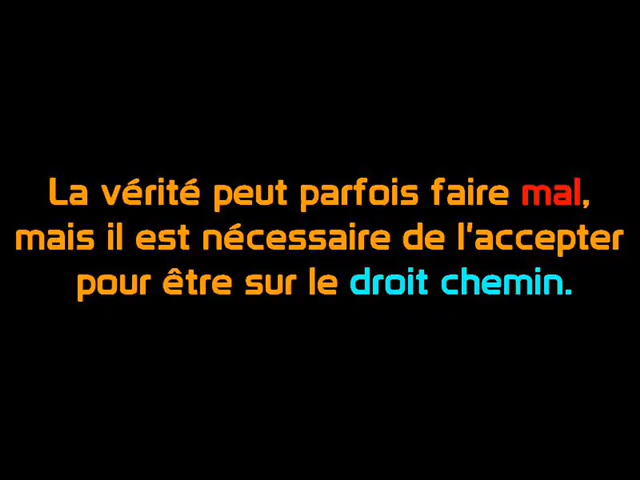 La vérité peut parfois faire mal,
mais il est nécessaire de l'accepter
pour être sur le droit chemin.